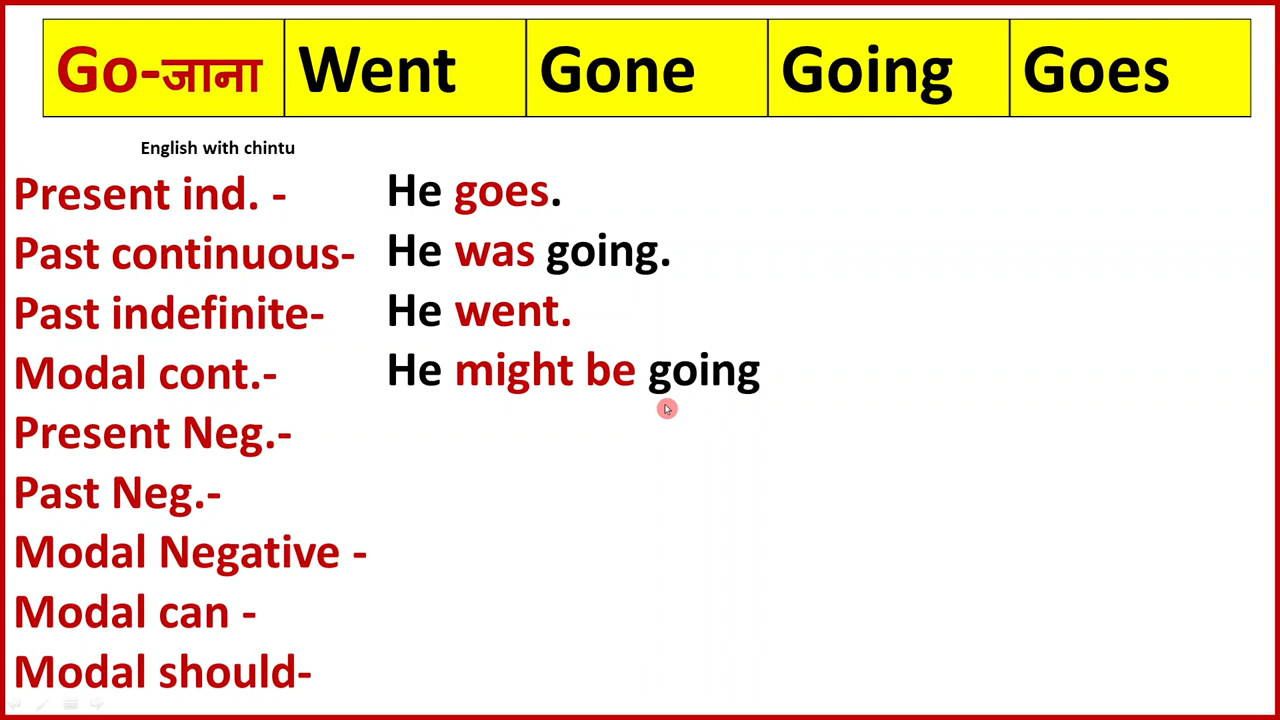 Go-जाना Went Gone Going Goes
English with chintu
Present ind. - He goes.
Past continuous- He was going.
Past indefinite- He went.
Modal cont.- He might be going
Present Neg.-
Past Neg.-
Modal Negative -
Modal can -
Modal should-